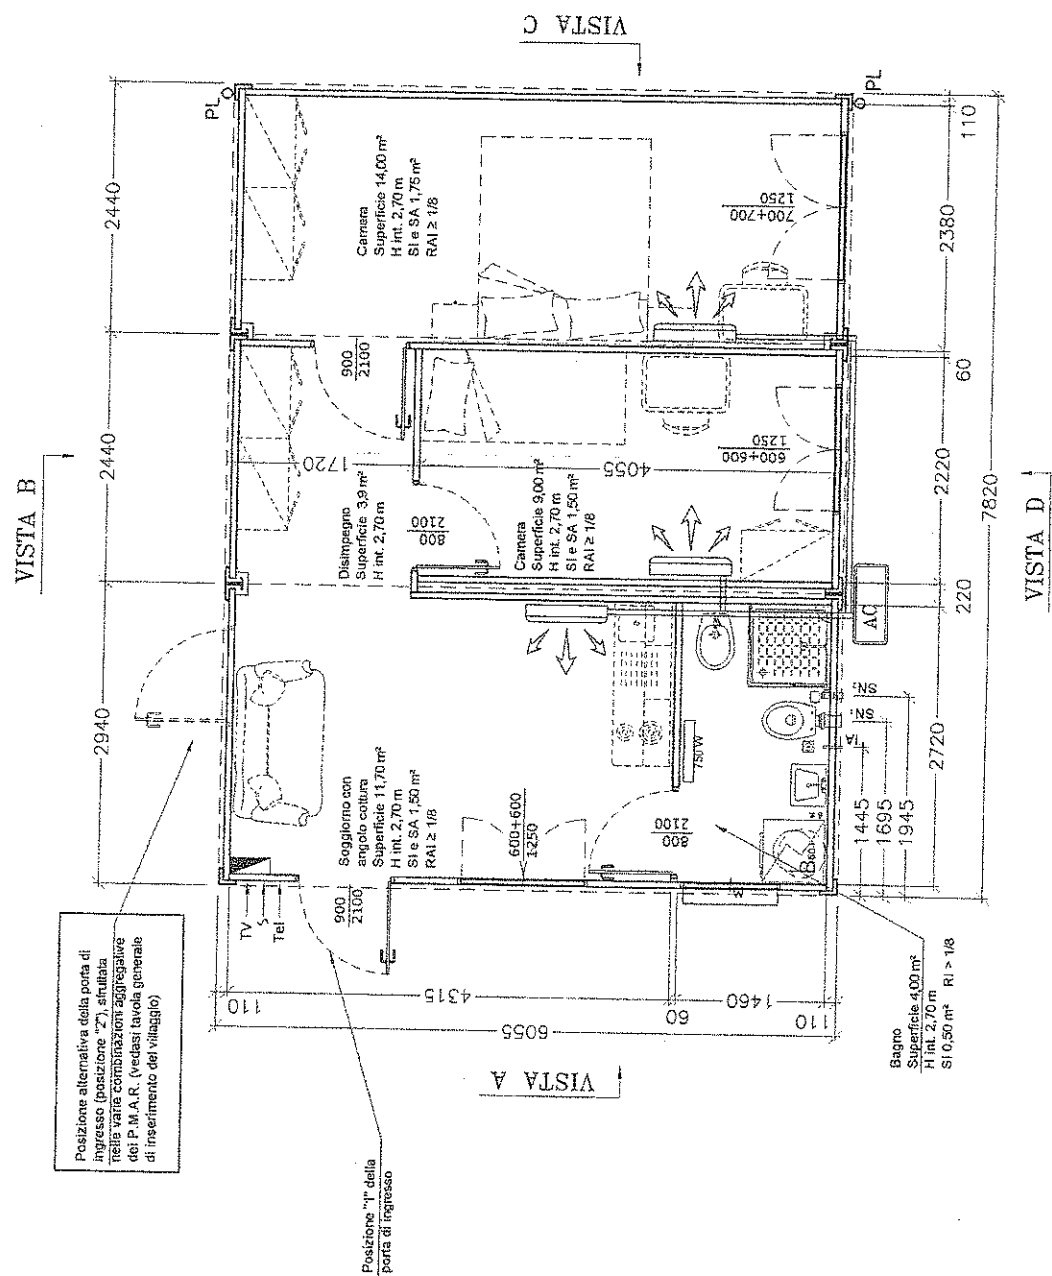 VISTA B
VISTA C
VISTA D
VISTA A
2940
2440
2440
PL
PL
Posizione alternativa della porta di
ingresso (posizione "2"), sfruttata
nelle varie combinazioni aggregative
dei P.M.A.R. (vedasi tavola generale
di inserimento del villaggio)
Posizione "1" della
porta di ingresso
TV
S
Tel
900
2100
Soggiorno con
angolo cottura
Superficie 11,70 m²
H int. 2,70 m
SI e SA 1,50 m²
RAI ≥ 1/8
600+600
1250
Disimpegno
Superficie 3,9 m²
H int. 2,70 m
1720
800
2100
900
2100
Camera
Superficie 9,00 m²
H int. 2,70 m
SI e SA 1,50 m²
RAI ≥ 1/8
4055
600+600
1250
Camera
Superficie 14,00 m²
H int. 2,70 m
SI e SA 1,75 m²
RAI ≥ 1/8
700+700
1250
750 W
800
2100
Bagno
Superficie 4,00 m²
H int. 2,70 m
SI 0,50 m² RI > 1/8
AC
SN:
SN:
IA
B
110
4315
60
1460
110
6055
1445
1695
1945
2720
220
2220
60
2380
110
7820